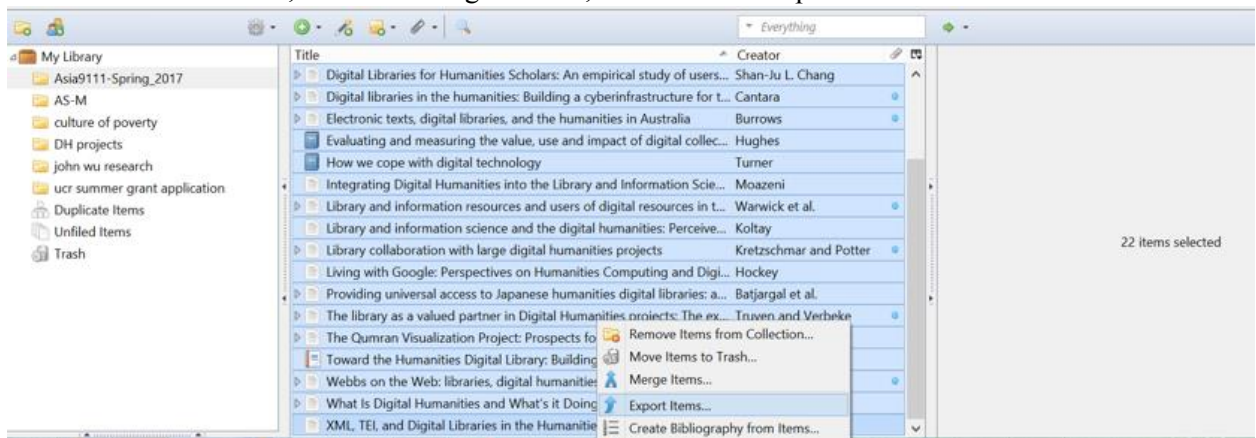 Everything
My Library
Asia9111-Spring_2017
AS-M
culture of poverty
DH projects
john wu research
ucr summer grant application
Duplicate Items
Unfiled Items
Trash
Title Creator
Digital Libraries for Humanities Scholars: An empirical study of users... Shan-Ju L. Chang
Digital libraries in the humanities: Building a cyberinfrastructure for t... Cantara
Electronic texts, digital libraries, and the humanities in Australia Burrows
Evaluating and measuring the value, use and impact of digital collec... Hughes
How we cope with digital technology Turner
Integrating Digital Humanities into the Library and Information Scie... Moazeni
Library and information resources and users of digital resources in t... Warwick et al.
Library and information science and the digital humanities: Perceive... Koltay
Library collaboration with large digital humanities projects Kretzschmar and Potter
Living with Google: Perspectives on Humanities Computing and Digi... Hockey
Providing universal access to Japanese humanities digital libraries: a... Batjargal et al.
The library as a valued partner in Digital Humanities projects: The ex... Truyen and Verbeke
The Qumran Visualization Project: Prospects fo
Toward the Humanities Digital Library: Building
Webbs on the Web: libraries, digital humanities
What Is Digital Humanities and What's it Doing
XML, TEI, and Digital Libraries in the Humanitie
Remove Items from Collection...
Move Items to Trash...
Merge Items...
Export Items...
Create Bibliography from Items...
22 items selected